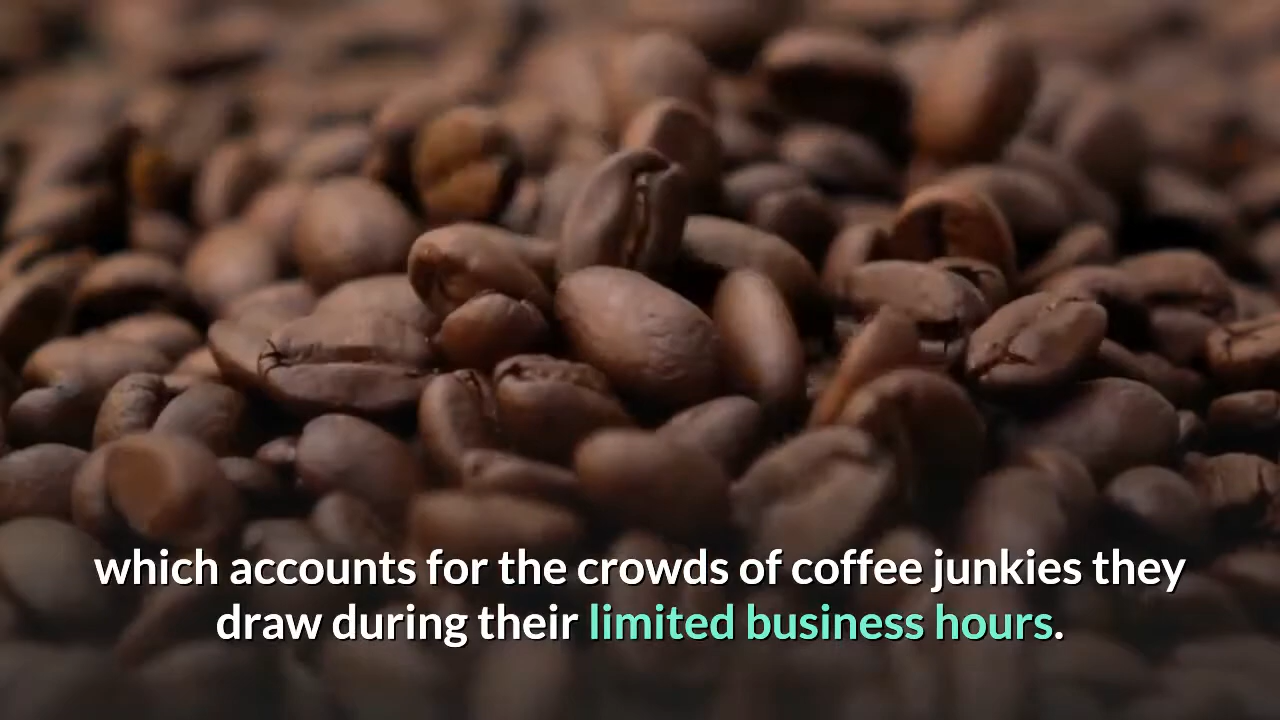 which accounts for the crowds of coffee junkies they
draw during their limited business hours.